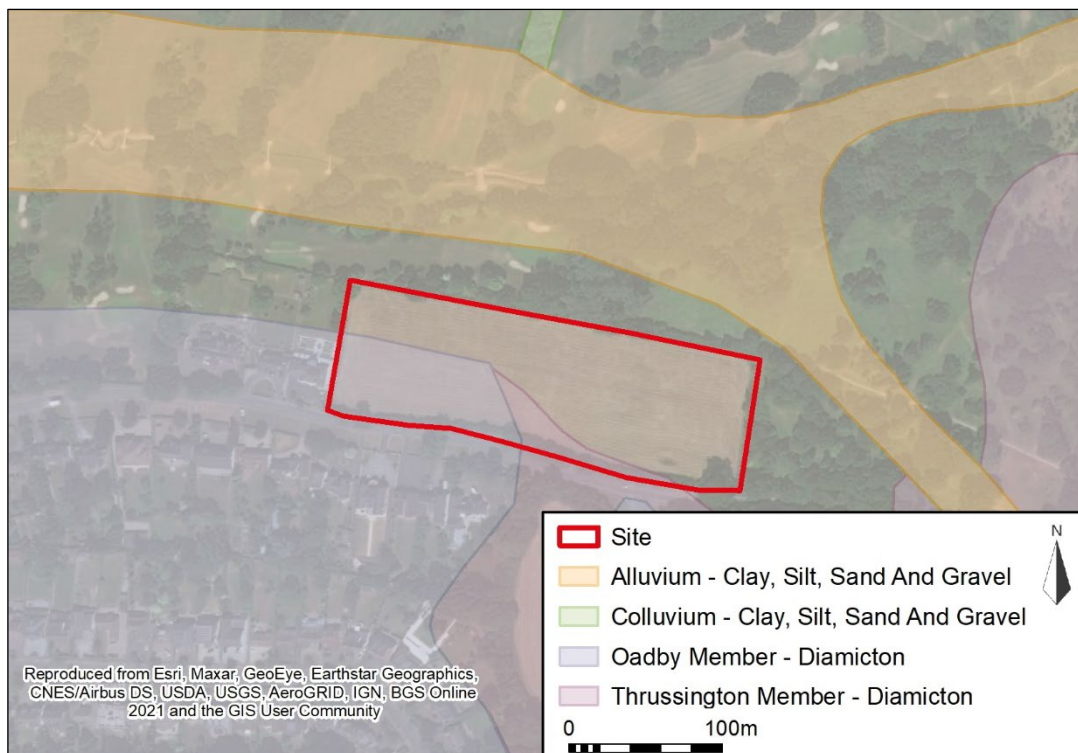 Site
N
Alluvium - Clay, Silt, Sand And Gravel
Colluvium - Clay, Silt, Sand And Gravel
Oadby Member - Diamicton
Thrussington Member - Diamicton
0 100m
Reproduced from Esri, Maxar, GeoEye, Earthstar Geographics,
CNES/Airbus DS, USDA, USGS, AeroGRID, IGN, BGS Online
2021 and the GIS User Community